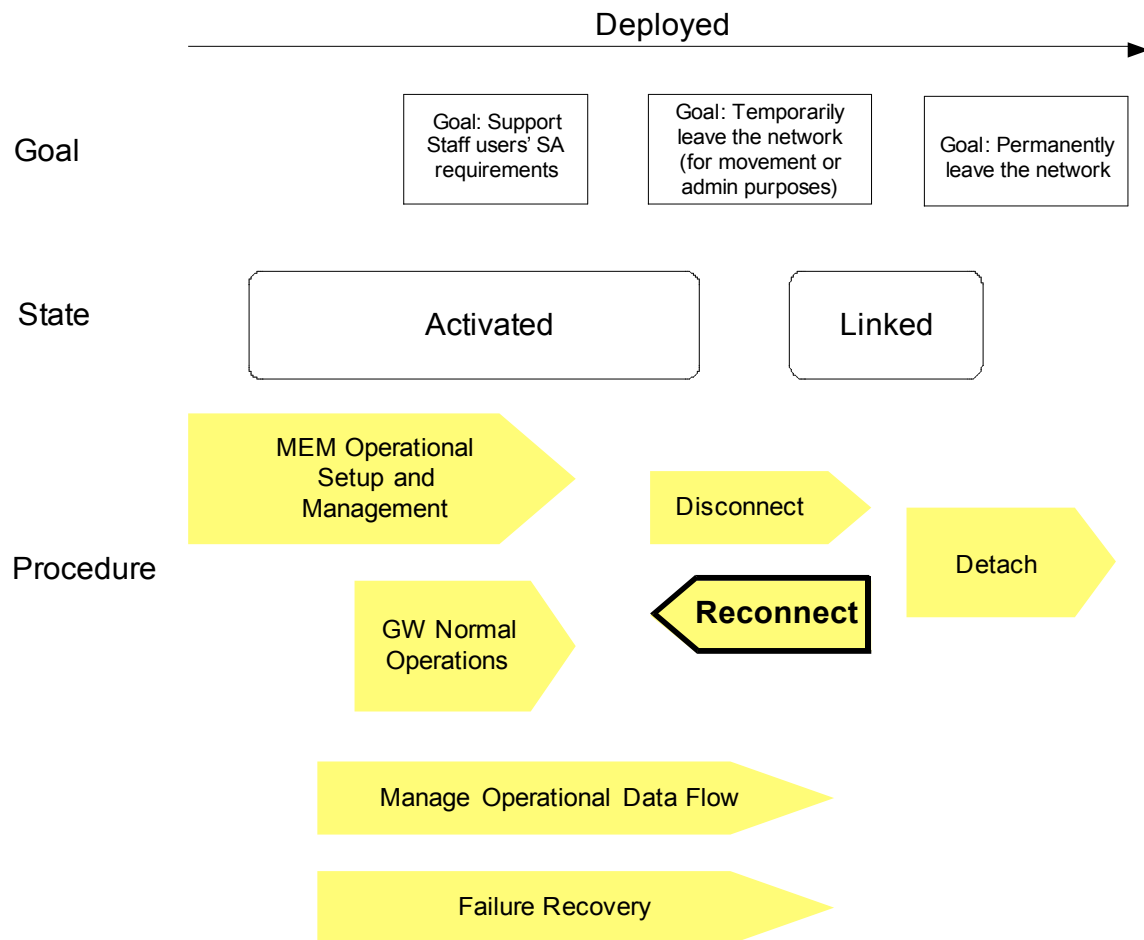 Deployed
Goal
Goal: Support
Staff users' SA
requirements
Goal: Temporarily
leave the network
(for movement or
admin purposes)
Goal: Permanently
leave the network
State
Activated
Linked
Procedure
MEM Operational
Setup and
Management
Disconnect
Detach
GW Normal
Operations
Reconnect
Manage Operational Data Flow
Failure Recovery